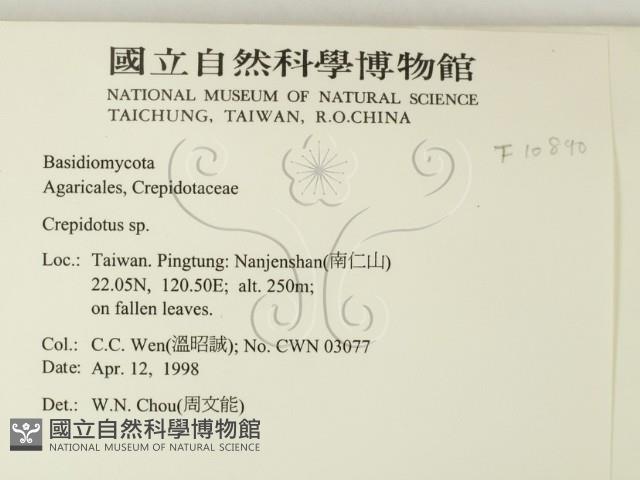 國立自然科學博物館
NATIONAL MUSEUM OF NATURAL SCIENCE
TAICHUNG, TAIWAN, R.O.CHINA
F10890
Basidiomycota
Agaricales, Crepidotaceae
Crepidotus sp.
Loc.: Taiwan. Pingtung: Nanjenshan(南仁山)
22.05N, 120.50E; alt. 250m;
on fallen leaves.
Col.: C.C. Wen(溫昭誠); No. CWN 03077
Date: Apr. 12, 1998
Det.: W.N. Chou(周文能)
國立自然科學博物館
NATIONAL MUSEUM OF NATURAL SCIENCE